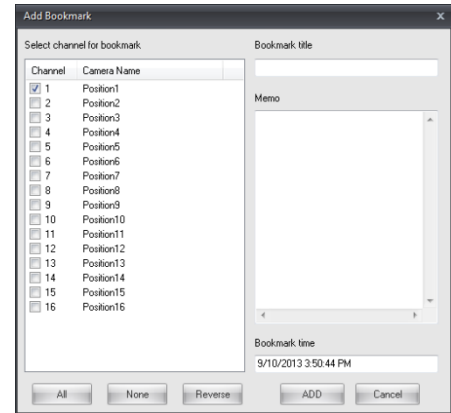 Add Bookmark x
Select channel for bookmark
Channel Camera Name
1 Position1
2 Position2
3 Position3
4 Position4
5 Position5
6 Position6
7 Position7
8 Position8
9 Position9
10 Position10
11 Position11
12 Position12
13 Position13
14 Position14
15 Position15
16 Position16
All None Reverse
Bookmark title
Memo
Bookmark time
9/10/2013 3:50:44 PM
ADD Cancel